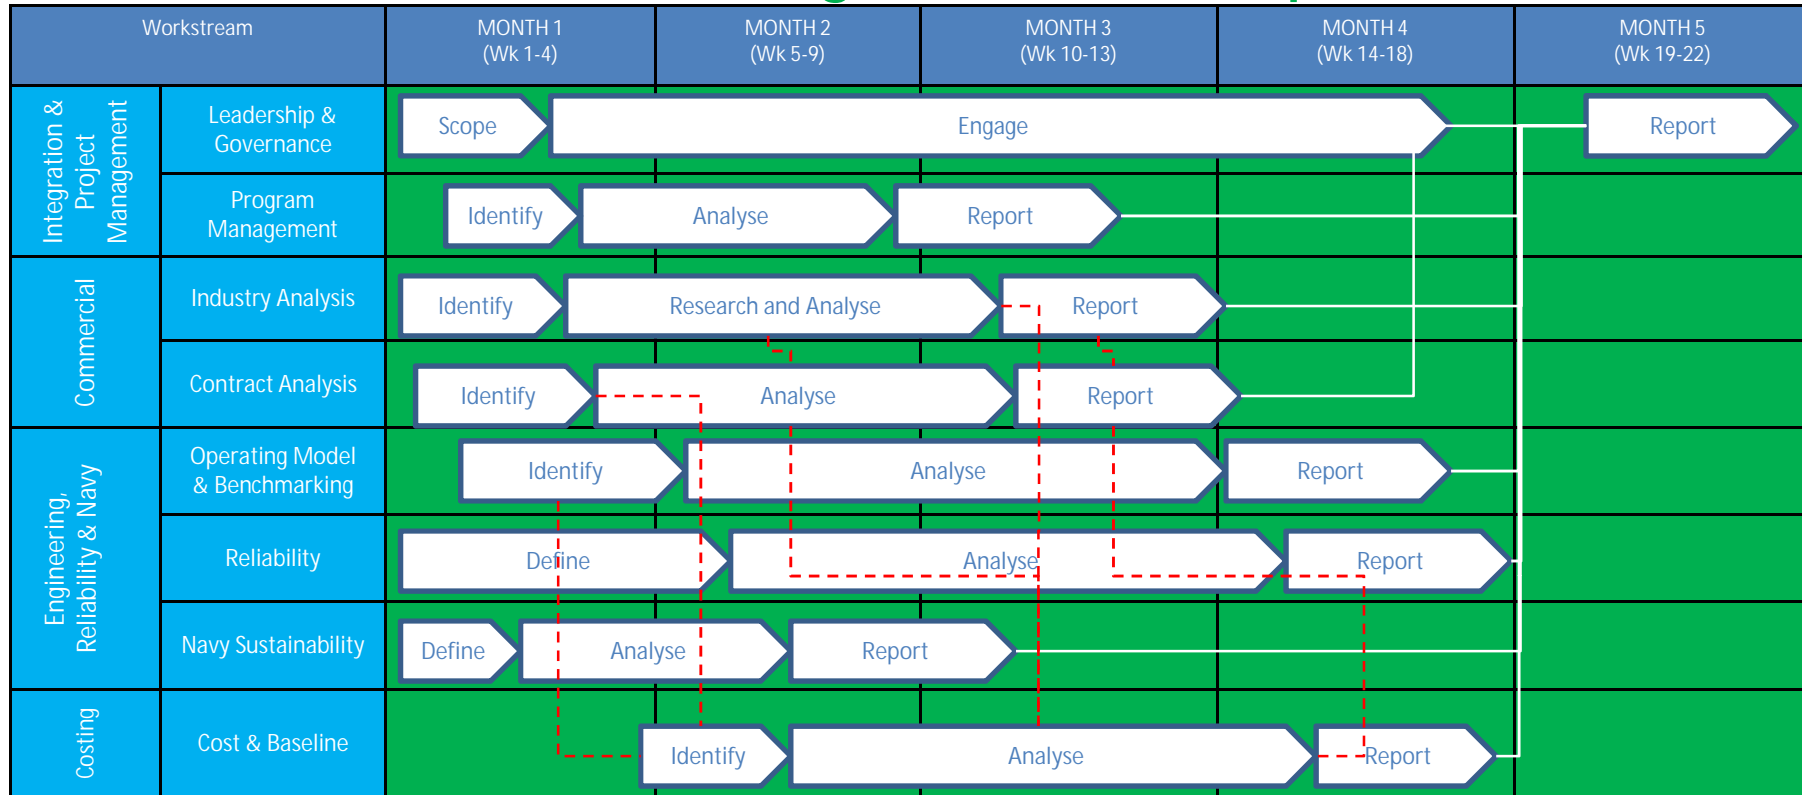 Workstream
MONTH 1
(Wk 1-4)
MONTH 2
(Wk 5-9)
MONTH 3
(Wk 10-13)
MONTH 4
(Wk 14-18)
MONTH 5
(Wk 19-22)
Integration &
Project
Management
Leadership &
Governance
Scope
Engage
Report
Program
Management
Identify
Analyse
Report
Commercial
Industry Analysis
Identify
Research and Analyse
Report
Contract Analysis
Identify
Analyse
Report
Engineering,
Reliability & Navy
Operating Model
& Benchmarking
Identify
Analyse
Report
Reliability
Define
Analyse
Report
Navy Sustainability
Define
Analyse
Report
Costing
Cost & Baseline
Identify
Analyse
Report